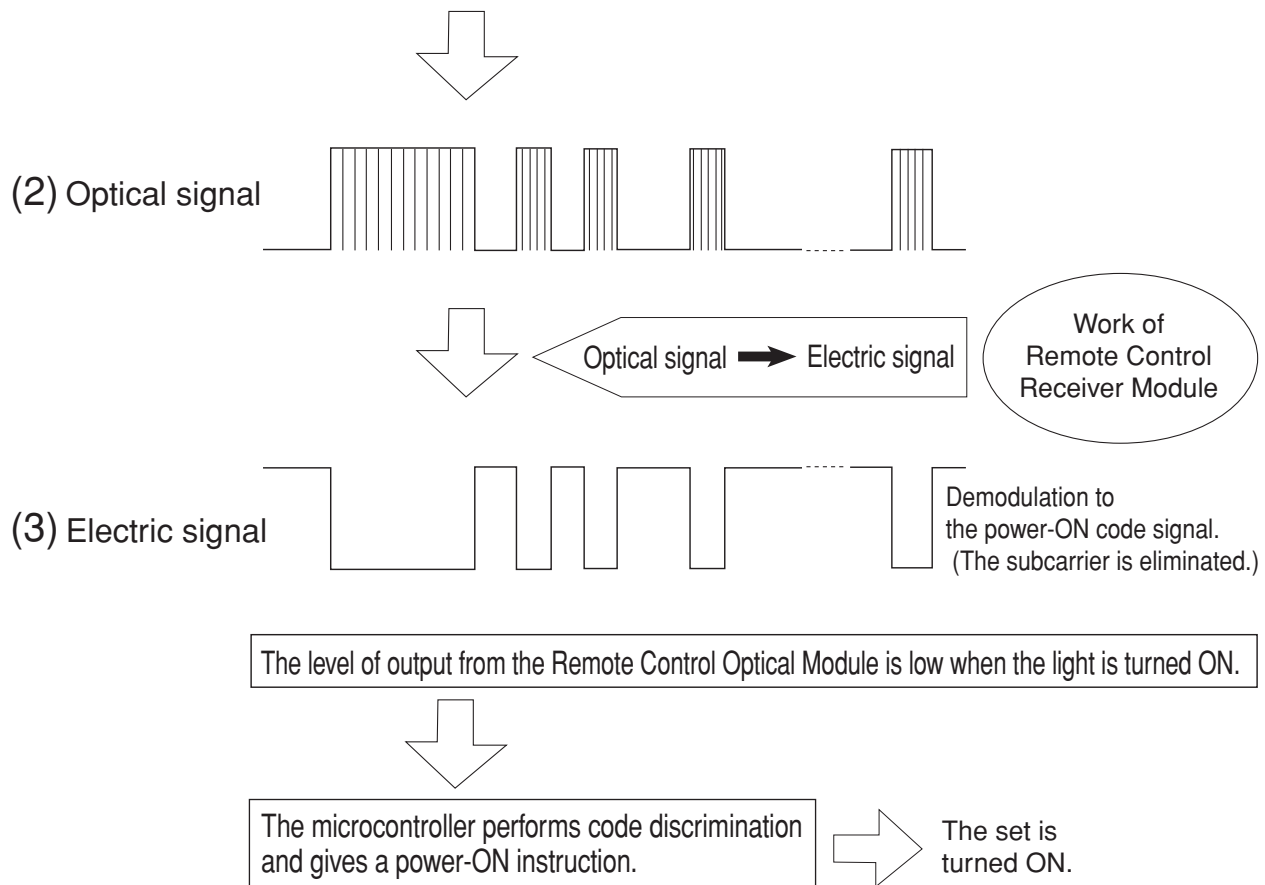 (2) Optical signal
Optical signal Electric signal
Work of
Remote Control
Receiver Module
(3) Electric signal
Demodulation to
the power-ON code signal.
(The subcarrier is eliminated.)
The level of output from the Remote Control Optical Module is low when the light is turned ON.
The microcontroller performs code discrimination
and gives a power-ON instruction.
The set is
turned ON.